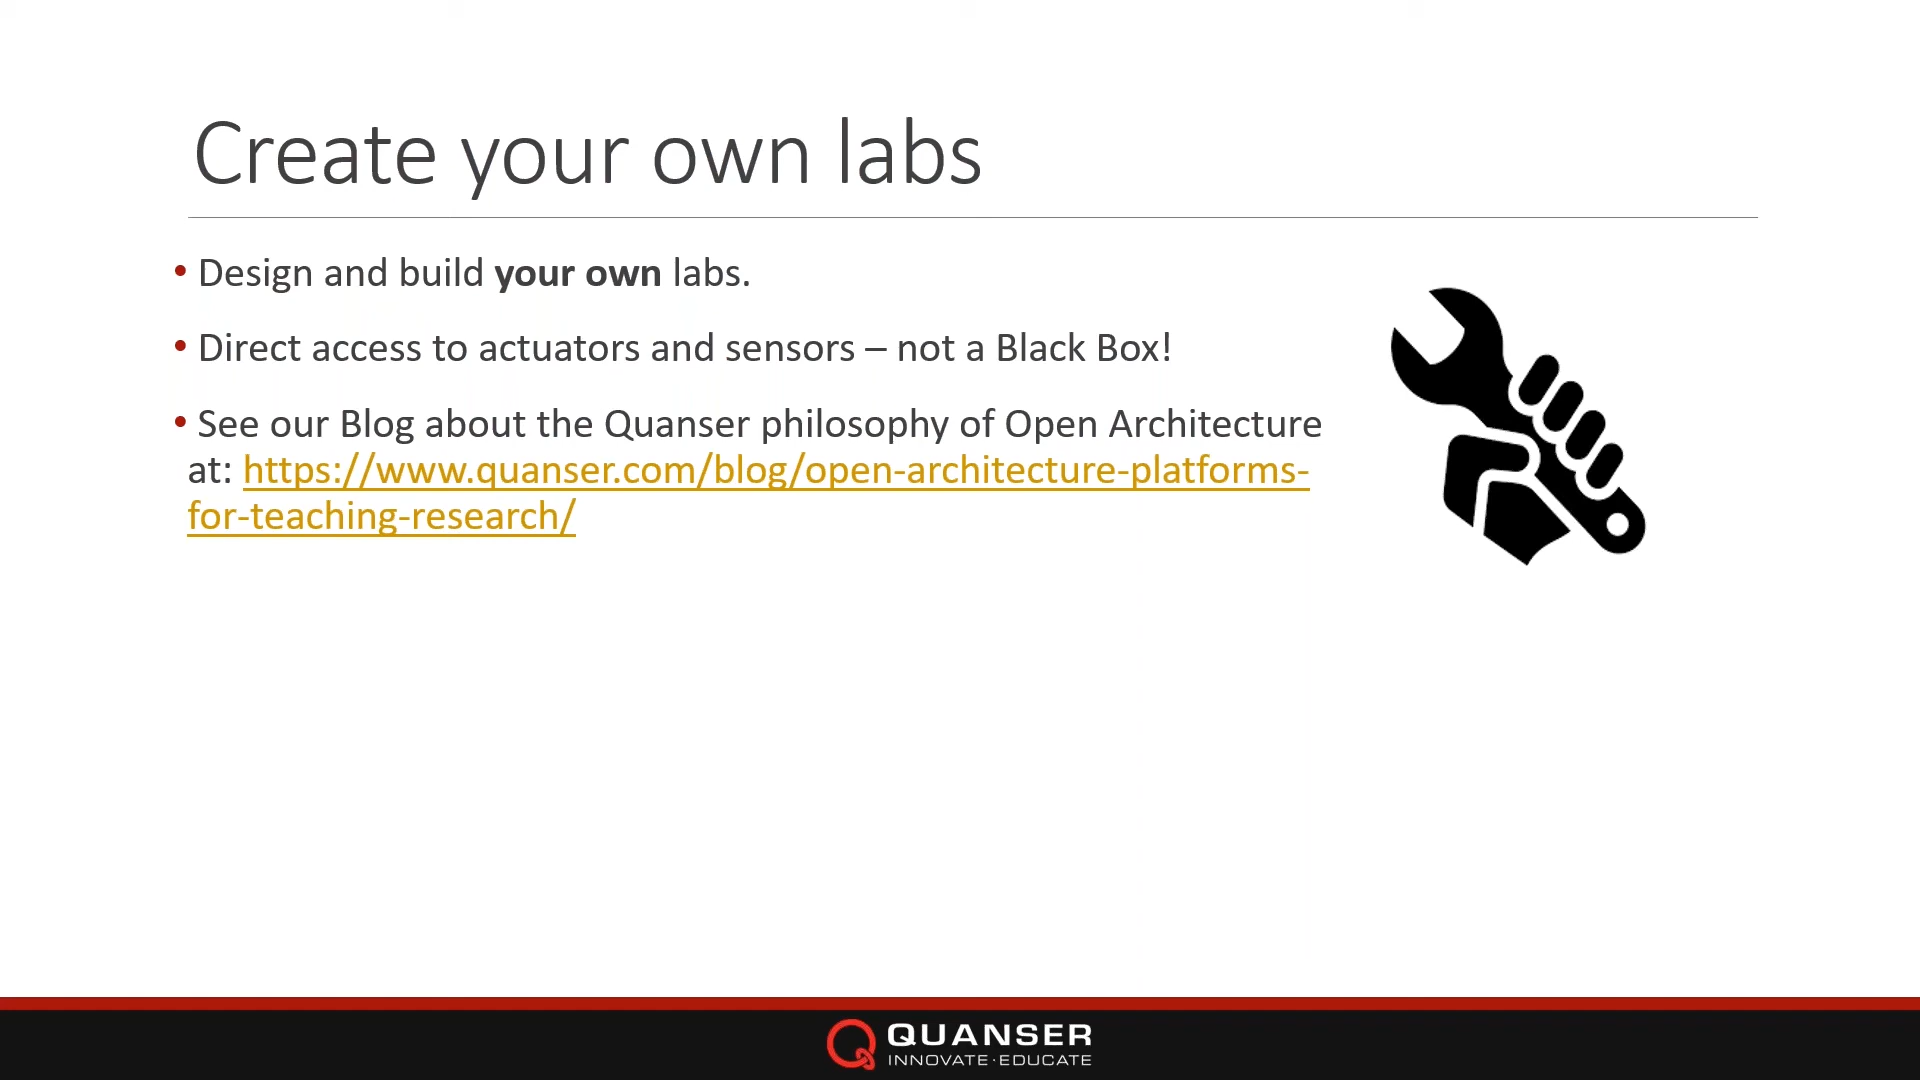 Create your own labs
• Design and build your own labs.
• Direct access to actuators and sensors – not a Black Box!
• See our Blog about the Quanser philosophy of Open Architecture
at: https://www.quanser.com/blog/open-architecture-platforms-
for-teaching-research/
QUANSER
INNOVATE·EDUCATE